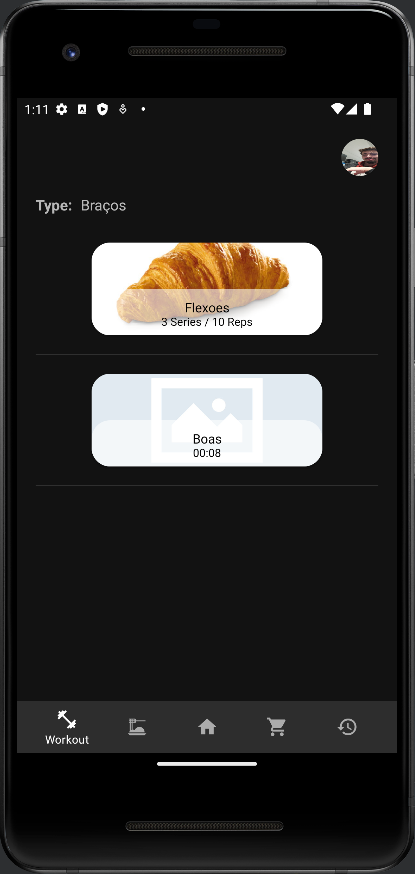 1:11
Type: Braços
Flexoes
3 Series / 10 Reps
Boas
00:08
Workout